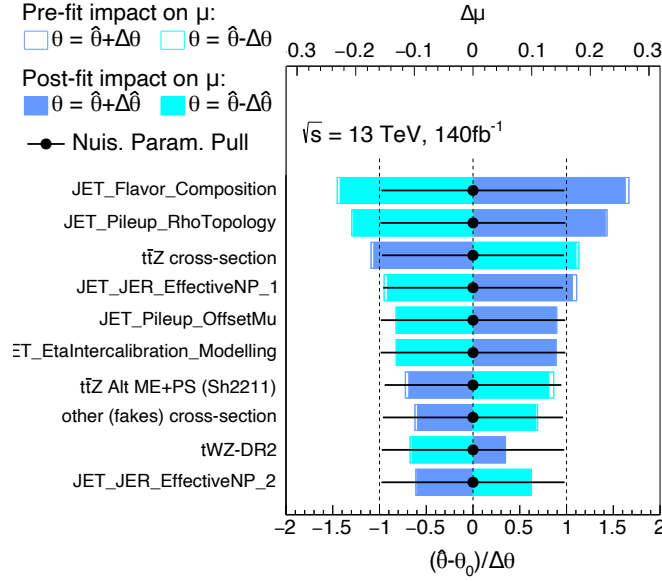 Pre-fit impact on μ:
θ = θ̂+Δθ θ = θ̂-Δθ
Post-fit impact on μ:
θ = θ̂+Δθ̂ θ = θ̂-Δθ̂
Nuis. Param. Pull
Δμ
-0.3 -0.2 -0.1 0 0.1 0.2 0.3
√s = 13 TeV, 140fb⁻¹
JET_Flavor_Composition
JET_Pileup_RhoTopology
tt̄Z cross-section
JET_JER_EffectiveNP_1
JET_Pileup_OffsetMu
ET_EtaIntercalibration_Modelling
tt̄Z Alt ME+PS (Sh2211)
other (fakes) cross-section
tWZ-DR2
JET_JER_EffectiveNP_2
-2 -1.5 -1 -0.5 0 0.5 1 1.5 2
(θ̂-θ₀)/Δθ